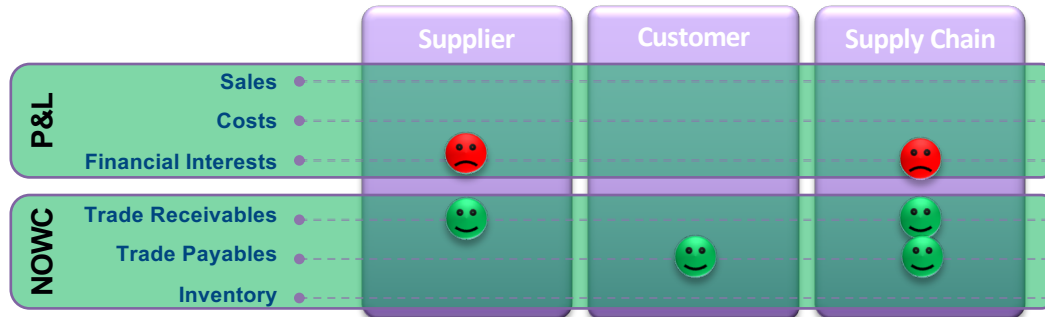 Supplier Customer Supply Chain
P&L
Sales
Costs
Financial Interests
NOWC
Trade Receivables
Trade Payables
Inventory